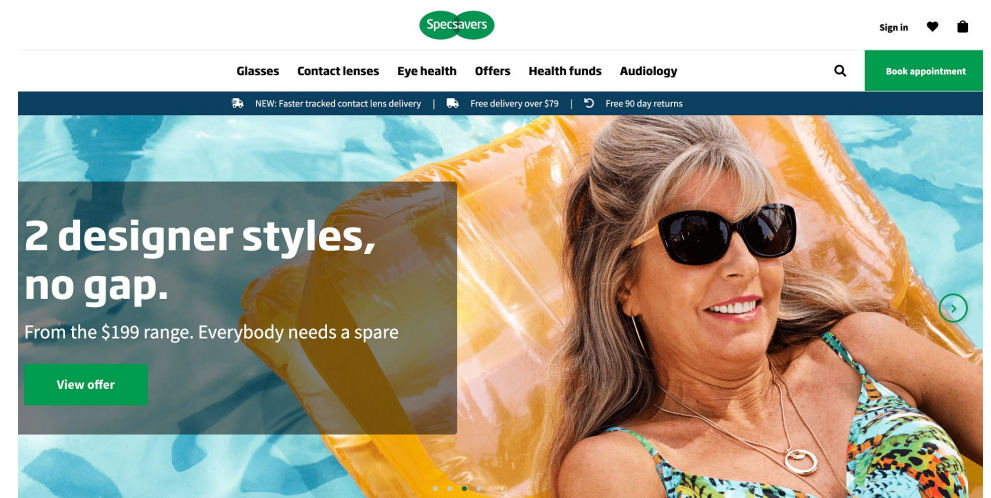 Specsavers
Sign in
Glasses Contact lenses Eye health Offers Health funds Audiology
Book appointment
NEW: Faster tracked contact lens delivery | Free delivery over $79 | Free 90 day returns
2 designer styles,
no gap.
From the $199 range. Everybody needs a spare
View offer